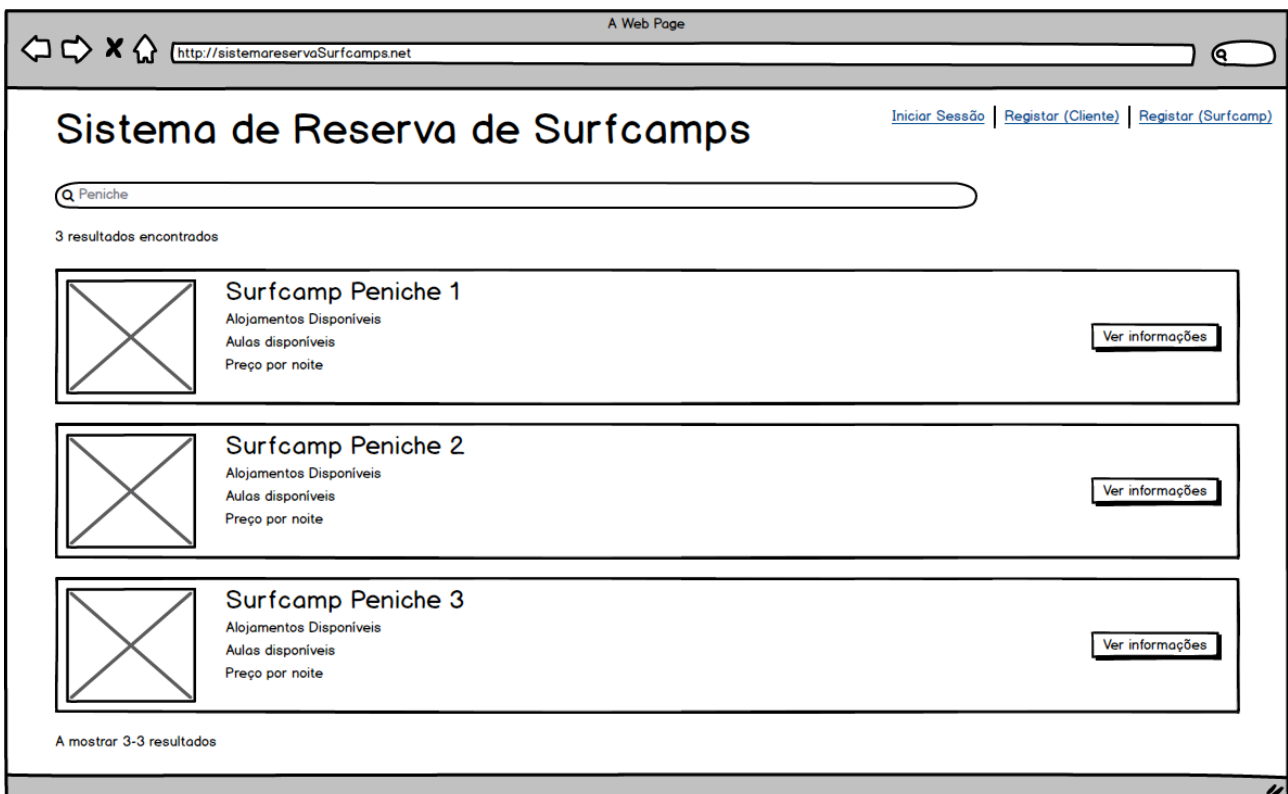 A Web Page
http://sistemareservaSurfcamps.net
Sistema de Reserva de Surfcamps
Iniciar Sessão | Registar (Cliente) | Registar (Surfcamp)
Peniche
3 resultados encontrados
Surfcamp Peniche 1
Alojamentos Disponíveis
Aulas disponíveis
Preço por noite
Ver informações
Surfcamp Peniche 2
Alojamentos Disponíveis
Aulas disponíveis
Preço por noite
Ver informações
Surfcamp Peniche 3
Alojamentos Disponíveis
Aulas disponíveis
Preço por noite
Ver informações
A mostrar 3-3 resultados